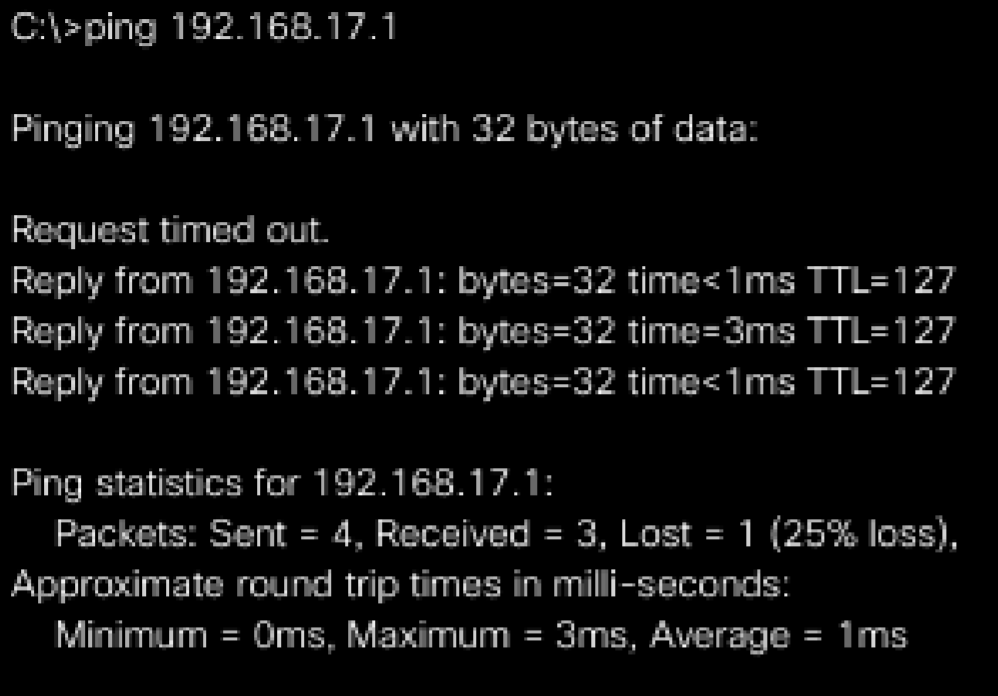 C:\>ping 192.168.17.1
Pinging 192.168.17.1 with 32 bytes of data:
Request timed out.
Reply from 192.168.17.1: bytes=32 time<1ms TTL=127
Reply from 192.168.17.1: bytes=32 time=3ms TTL=127
Reply from 192.168.17.1: bytes=32 time<1ms TTL=127
Ping statistics for 192.168.17.1:
Packets: Sent = 4, Received = 3, Lost = 1 (25% loss),
Approximate round trip times in milli-seconds:
Minimum = 0ms, Maximum = 3ms, Average = 1ms